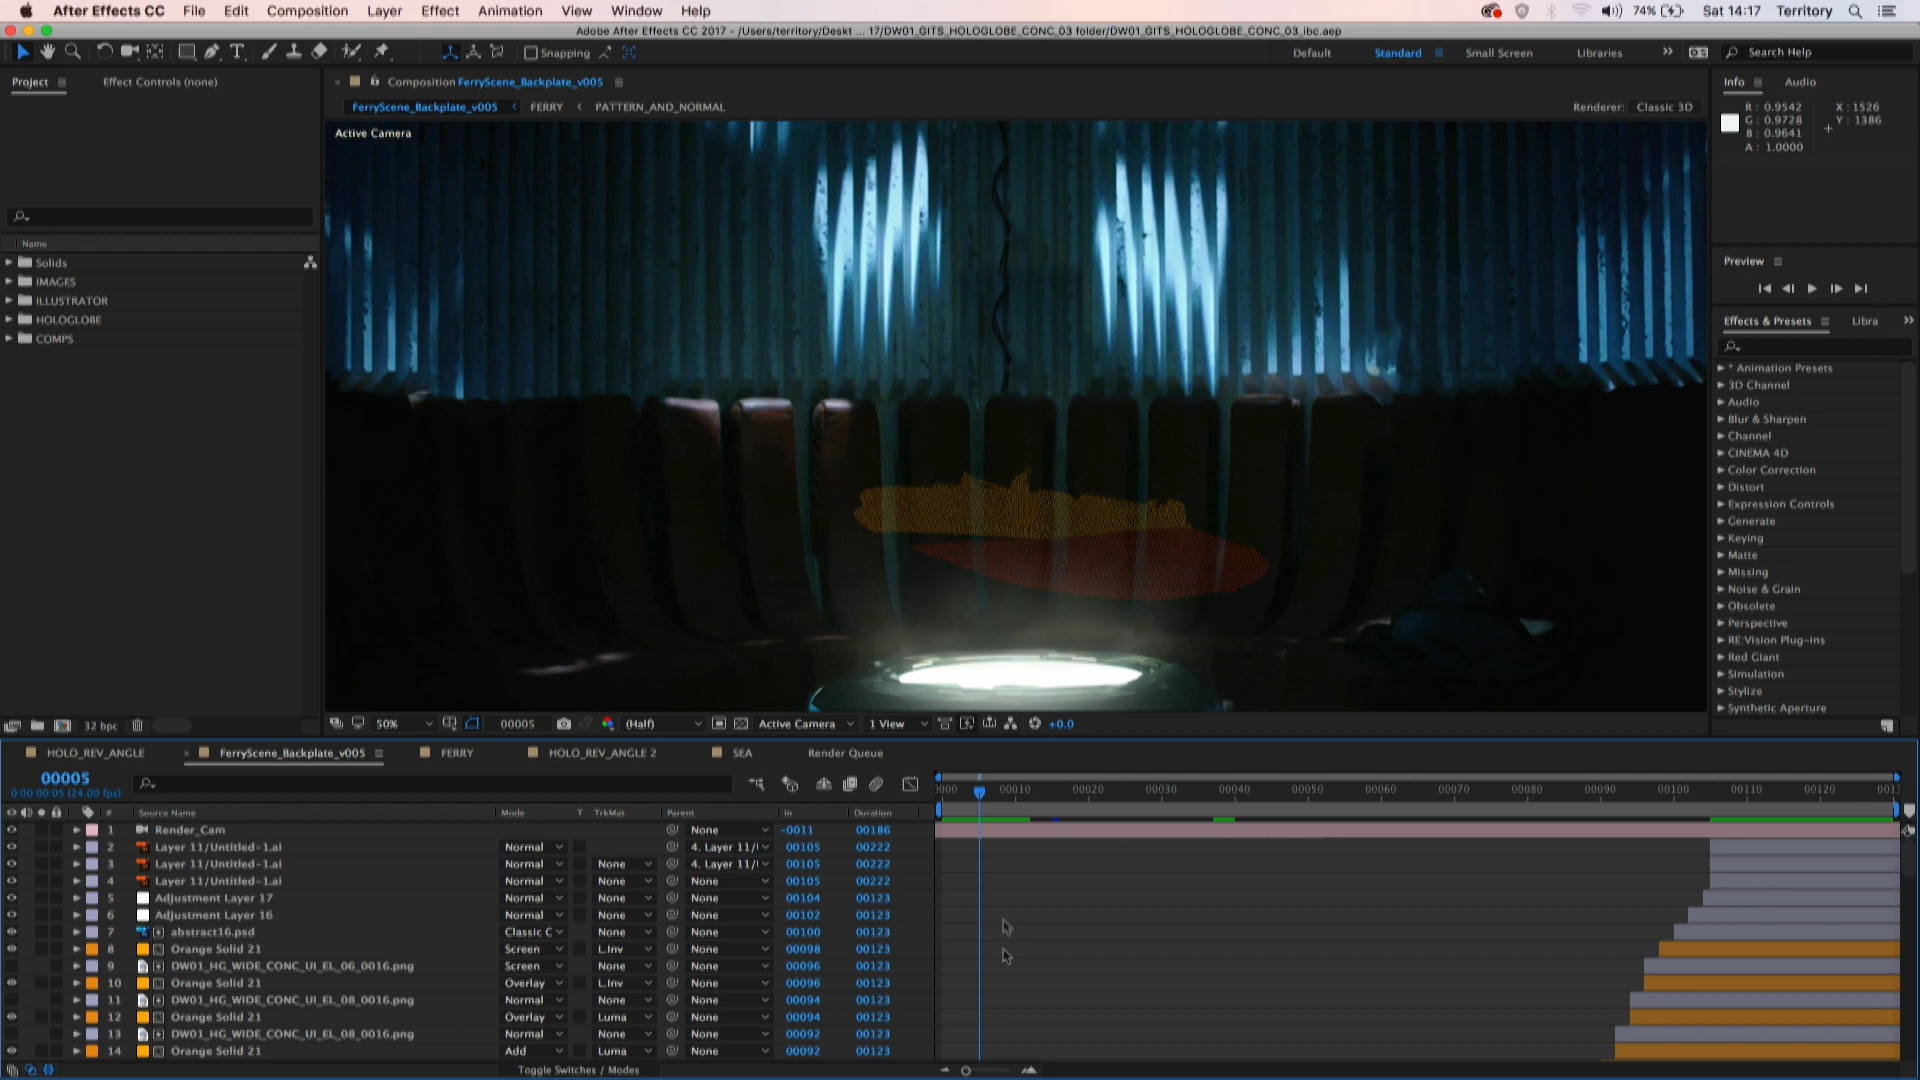 After Effects CC File Edit Composition Layer Effect Animation View Window Help 74% Sat 14:17 Territory
Adobe After Effects CC 2017 - /Users/territory/Deskt ... 17/DW01_GITS_HOLOGLOBE_CONC_03 folder/DW01_GITS_HOLOGLOBE_CONC_03_ibc.aep
Snapping Default Standard Small Screen Libraries Search Help
Project Effect Controls (none) Composition FerryScene_Backplate_v005 Info Audio
FerryScene_Backplate_v005 FERRY PATTERN_AND_NORMAL Renderer: Classic 3D
R : 0.9542 X : 1526
G : 0.9728 Y : 1386
B : 0.9641
A : 1.0000
Active Camera
Name
Solids
IMAGES
ILLUSTRATOR
HOLOGLOBE
COMPS
Preview
Effects & Presets Libra
* Animation Presets
3D Channel
Audio
Blur & Sharpen
Channel
CINEMA 4D
Color Correction
Distort
Expression Controls
Generate
Keying
Matte
Missing
Noise & Grain
Obsolete
Perspective
RE:Vision Plug-ins
Red Giant
Simulation
Stylize
Synthetic Aperture
32 bpc 50% 00005 (Half) Active Camera 1 View +0.0
HOLO_REV_ANGLE FerryScene_Backplate_v005 FERRY HOLO_REV_ANGLE 2 SEA Render Queue
00005
0:00:00:05 (24.00 fps)
0000 00010 00020 00030 00040 00050 00060 00070 00080 00090 00100 00110 00120 0013
# Source Name Mode T TrkMat Parent In Duration
1 Render_Cam None -0011 00186
2 Layer 11/Untitled-1.ai Normal 4. Layer 11/ 00105 00222
3 Layer 11/Untitled-1.ai Normal None 4. Layer 11/ 00105 00222
4 Layer 11/Untitled-1.ai Normal None None 00105 00222
5 Adjustment Layer 17 Normal None None 00104 00123
6 Adjustment Layer 16 Normal None None 00102 00123
7 abstract16.psd Classic C None None 00100 00123
8 Orange Solid 21 Screen L.Inv None 00098 00123
9 DW01_HG_WIDE_CONC_UI_EL_06_0016.png Screen None None 00096 00123
10 Orange Solid 21 Overlay L.Inv None 00096 00123
11 DW01_HG_WIDE_CONC_UI_EL_08_0016.png Normal None None 00094 00123
12 Orange Solid 21 Overlay Luma None 00094 00123
13 DW01_HG_WIDE_CONC_UI_EL_08_0016.png Normal None None 00092 00123
14 Orange Solid 21 Add Luma None 00092 00123
Toggle Switches / Modes